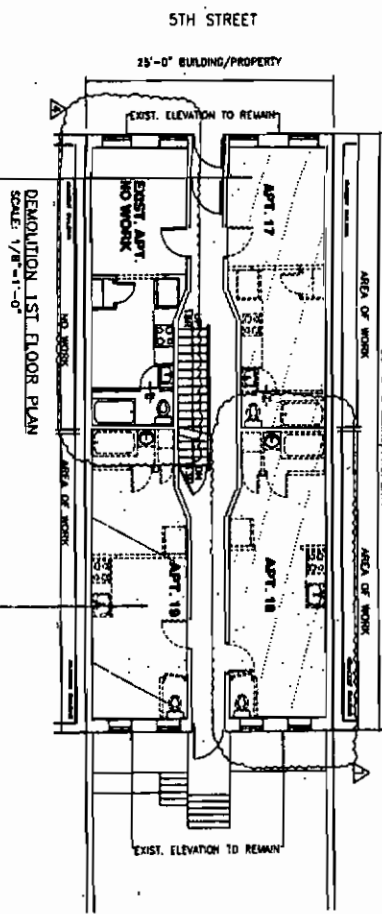 5TH STREET
25'-0" BUILDING/PROPERTY
EXIST. ELEVATION TO REMAIN
AREA OF WORK
AREA OF WORK
APT. 17
APT. 18
EXIST. APT.
NO WORK
APT. 19
NO WORK
AREA OF WORK
EXIST. ELEVATION TO REMAIN
DEMOLITION 1ST FLOOR PLAN
SCALE: 1/8"=1'-0"